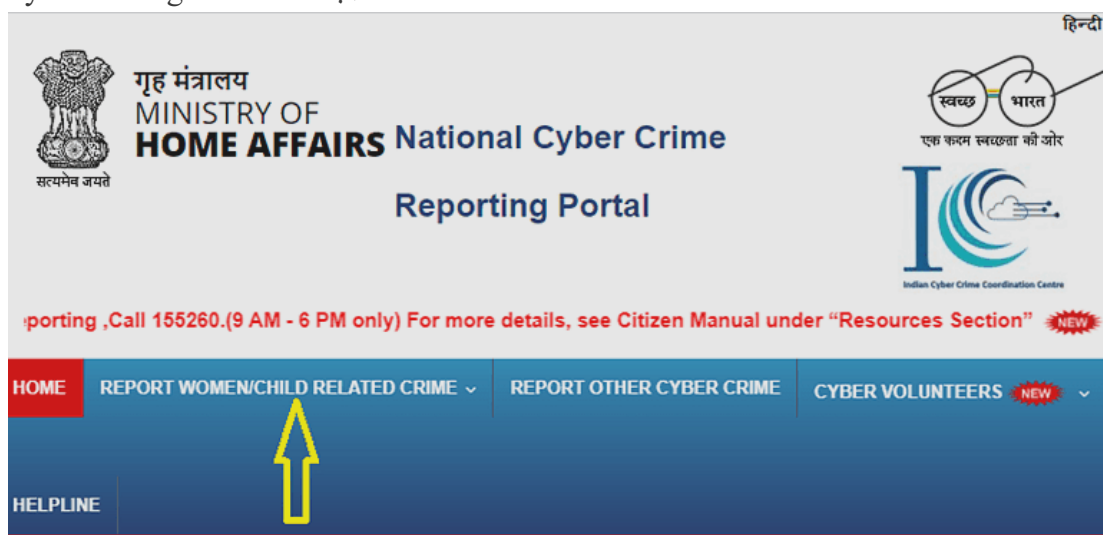 हिन्दी
गृह मंत्रालय
MINISTRY OF
HOME AFFAIRS
सत्यमेव जयते
National Cyber Crime
Reporting Portal
स्वच्छ भारत
एक कदम स्वच्छता की ओर
Indian Cyber Crime Coordination Centre
porting ,Call 155260.(9 AM - 6 PM only) For more details, see Citizen Manual under “Resources Section” NEW
HOME REPORT WOMEN/CHILD RELATED CRIME REPORT OTHER CYBER CRIME CYBER VOLUNTEERS NEW
HELPLINE